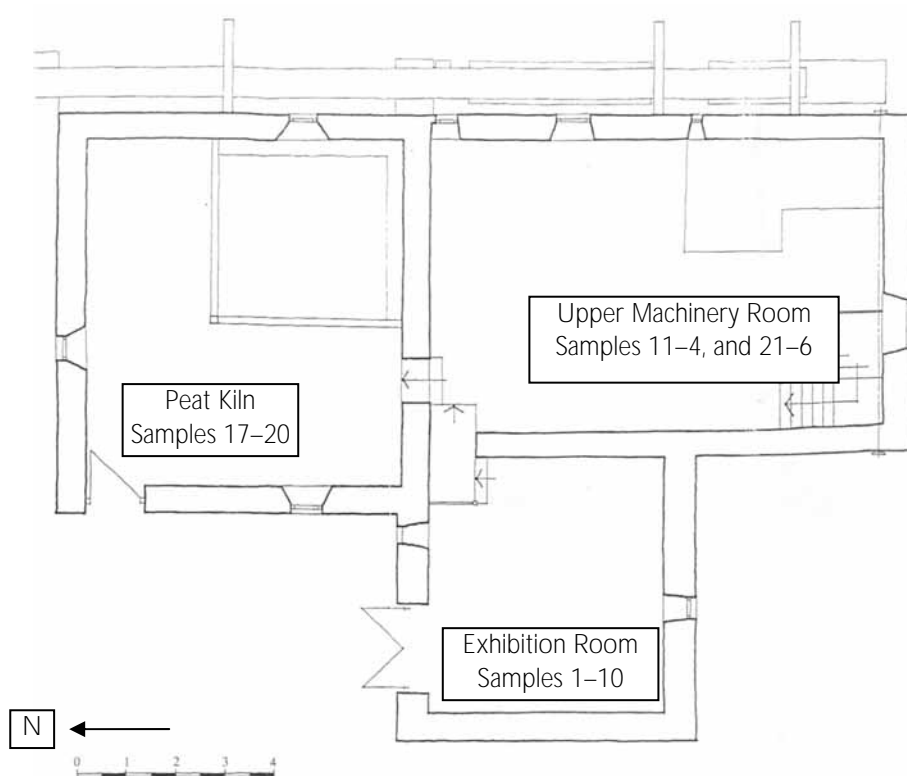 Upper Machinery Room
Samples 11–4, and 21–6
Peat Kiln
Samples 17–20
Exhibition Room
Samples 1–10
N
0 1 2 3 4